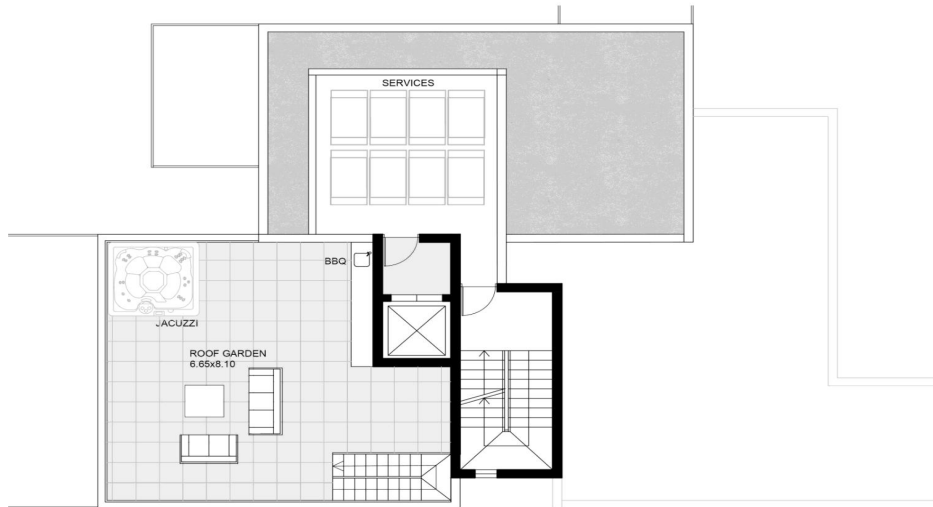 SERVICES
BBQ
JACUZZI
ROOF GARDEN
6.65x8.10